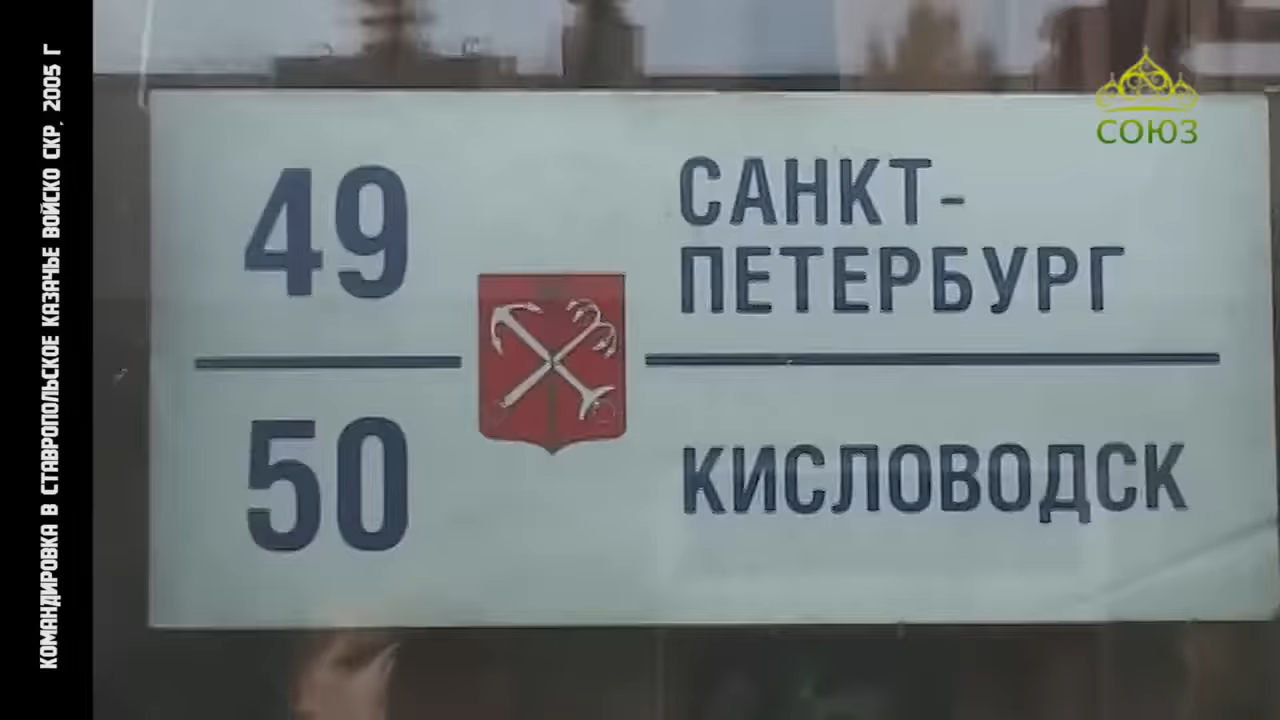 КОМАНДИРОВКА В СТАВРОПОЛЬСКОЕ КАЗАЧЬЕ ВОЙСКО СКР, 2005 Г
СОЮЗ
49
САНКТ-
ПЕТЕРБУРГ
50
КИСЛОВОДСК